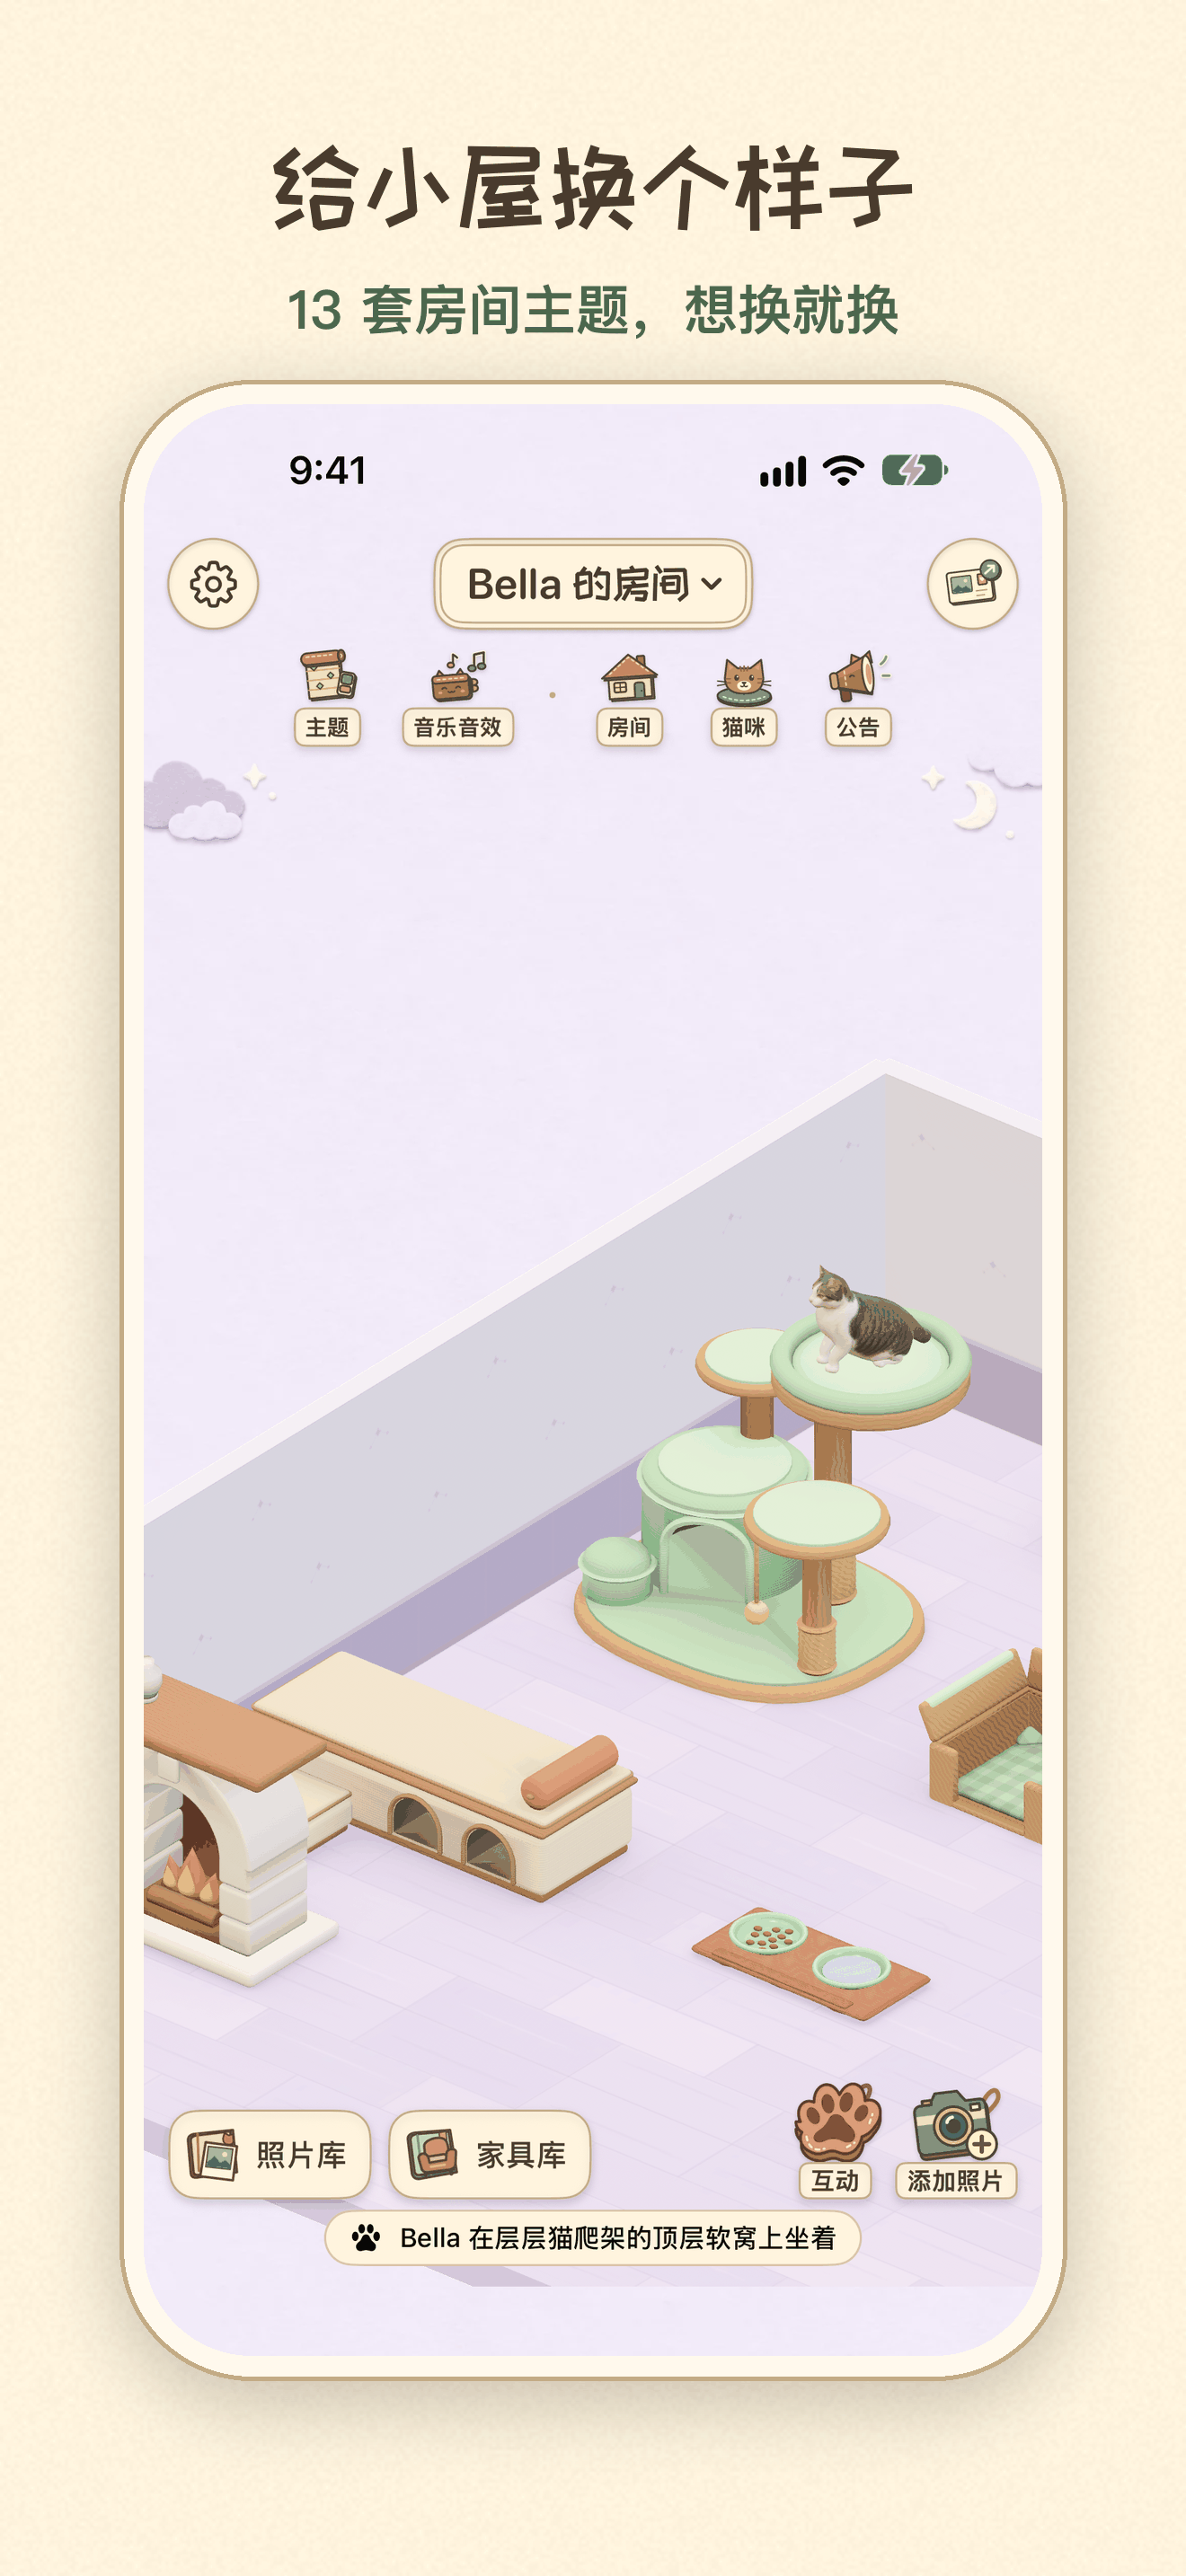 给小屋换个样子
13 套房间主题，想换就换
9:41
Bella 的房间
主题
音乐音效
房间
猫咪
公告
照片库
家具库
互动
添加照片
Bella 在层层猫爬架的顶层软窝上坐着